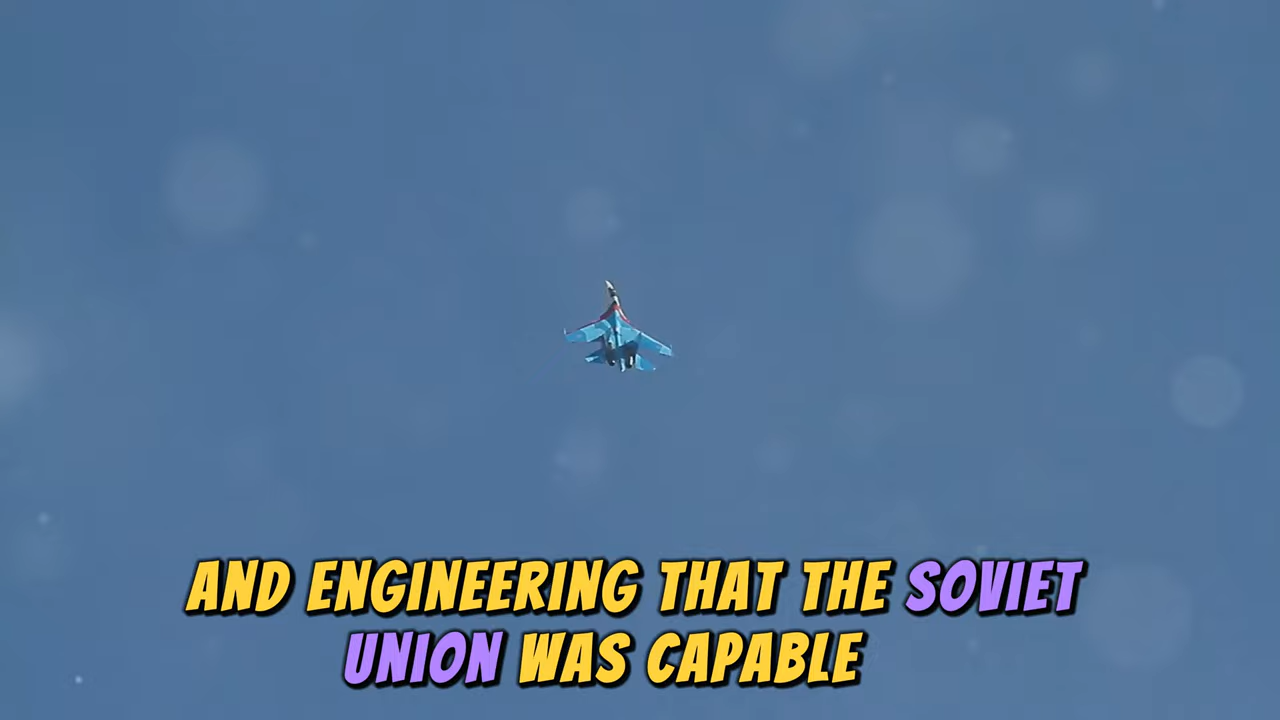 AND ENGINEERING THAT THE SOVIET
UNION WAS CAPABLE